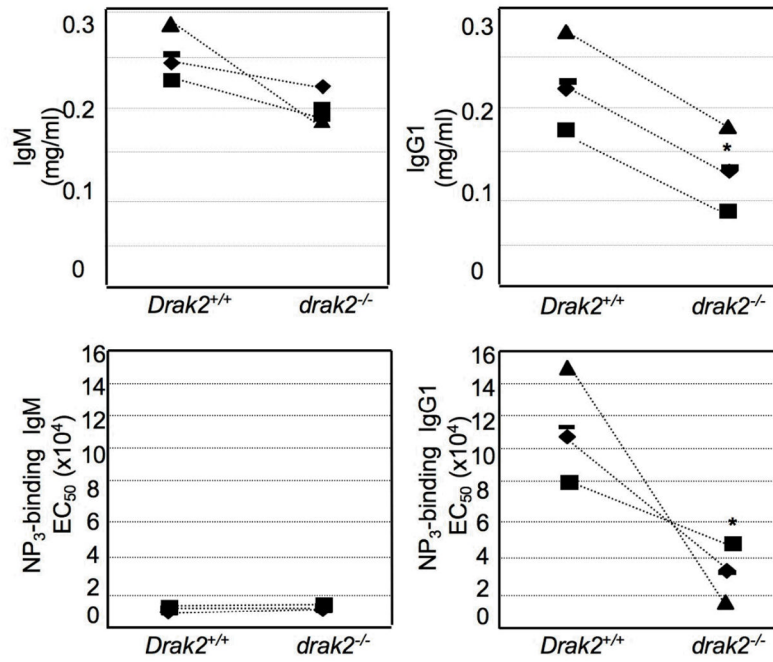 0.3
0.2
0.1
0
IgM
(mg/ml)
Drak2+/+ drak2-/-
0.3
0.2
0.1
0
IgG1
(mg/ml)
*
Drak2+/+ drak2-/-
16
14
12
10
8
6
4
2
0
NP3-binding IgM
EC50 (x10⁴)
Drak2+/+ drak2-/-
16
14
12
10
8
6
4
2
0
NP3-binding IgG1
EC50 (x10⁴)
*
Drak2+/+ drak2-/-